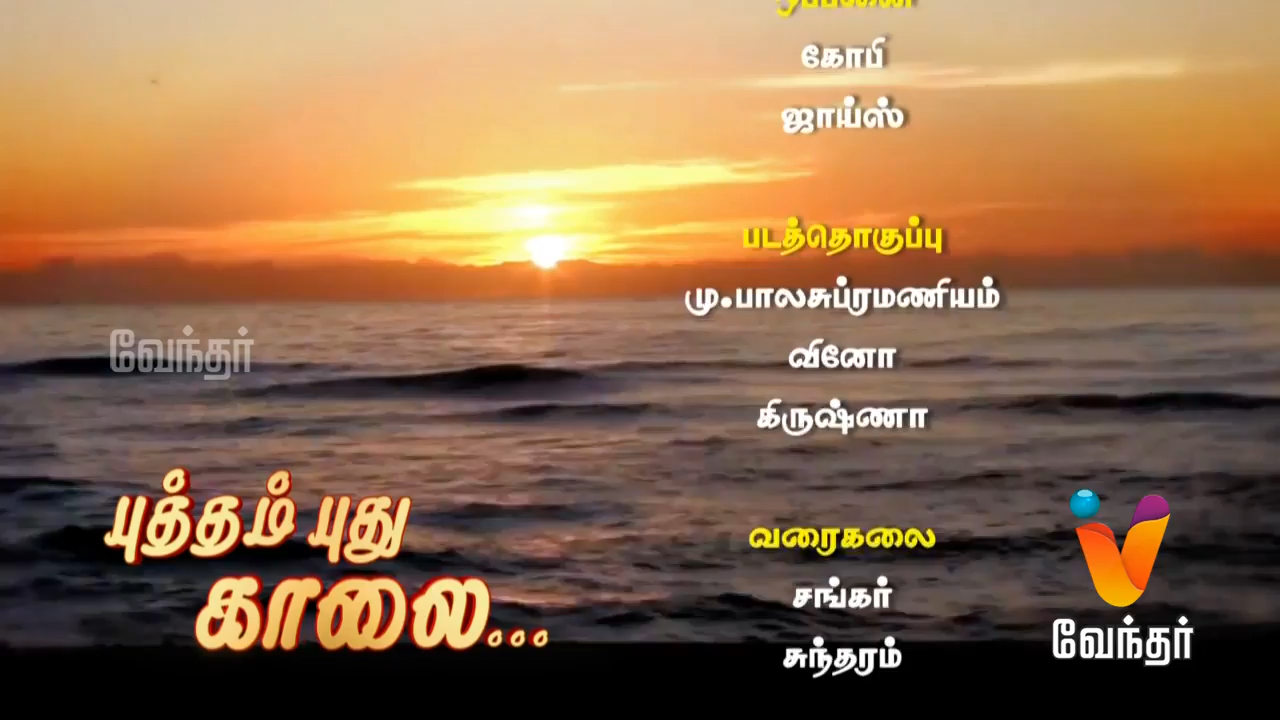 கோபி
ஜாய்ஸ்
படத்தொகுப்பு
மு.பாலசுப்ரமணியம்
வினோ
கிருஷ்ணா
வரைகலை
சங்கர்
சுந்தரம்
வேந்தர்
புத்தம் புது
காலை...
வேந்தர்